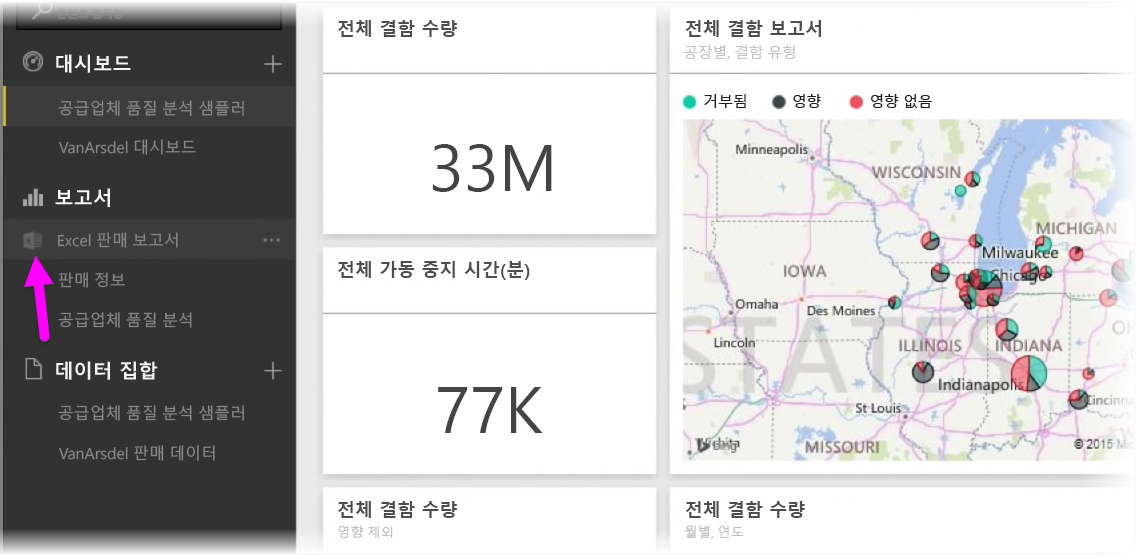 대시보드
공급업체 품질 분석 샘플러
VanArsdel 대시보드
보고서
Excel 판매 보고서
판매 정보
공급업체 품질 분석
데이터 집합
공급업체 품질 분석 샘플러
VanArsdel 판매 데이터
전체 결함 수량
33M
전체 가동 중지 시간(분)
77K
전체 결함 수량
영향 제외
전체 결함 보고서
공장별, 결함 유형
거부됨
영향
영향 없음
Minneapolis
WISCONSIN
MICHIGAN
Milwaukee
IOWA
Chicago
Omaha
Des Moines
STATES
Lincoln
ILLINOIS
INDIANA
OH
Indianapolis
St Louis
Cincinn
MISSOURI
Bing
© 2015 Mi
전체 결함 수량
월별, 연도